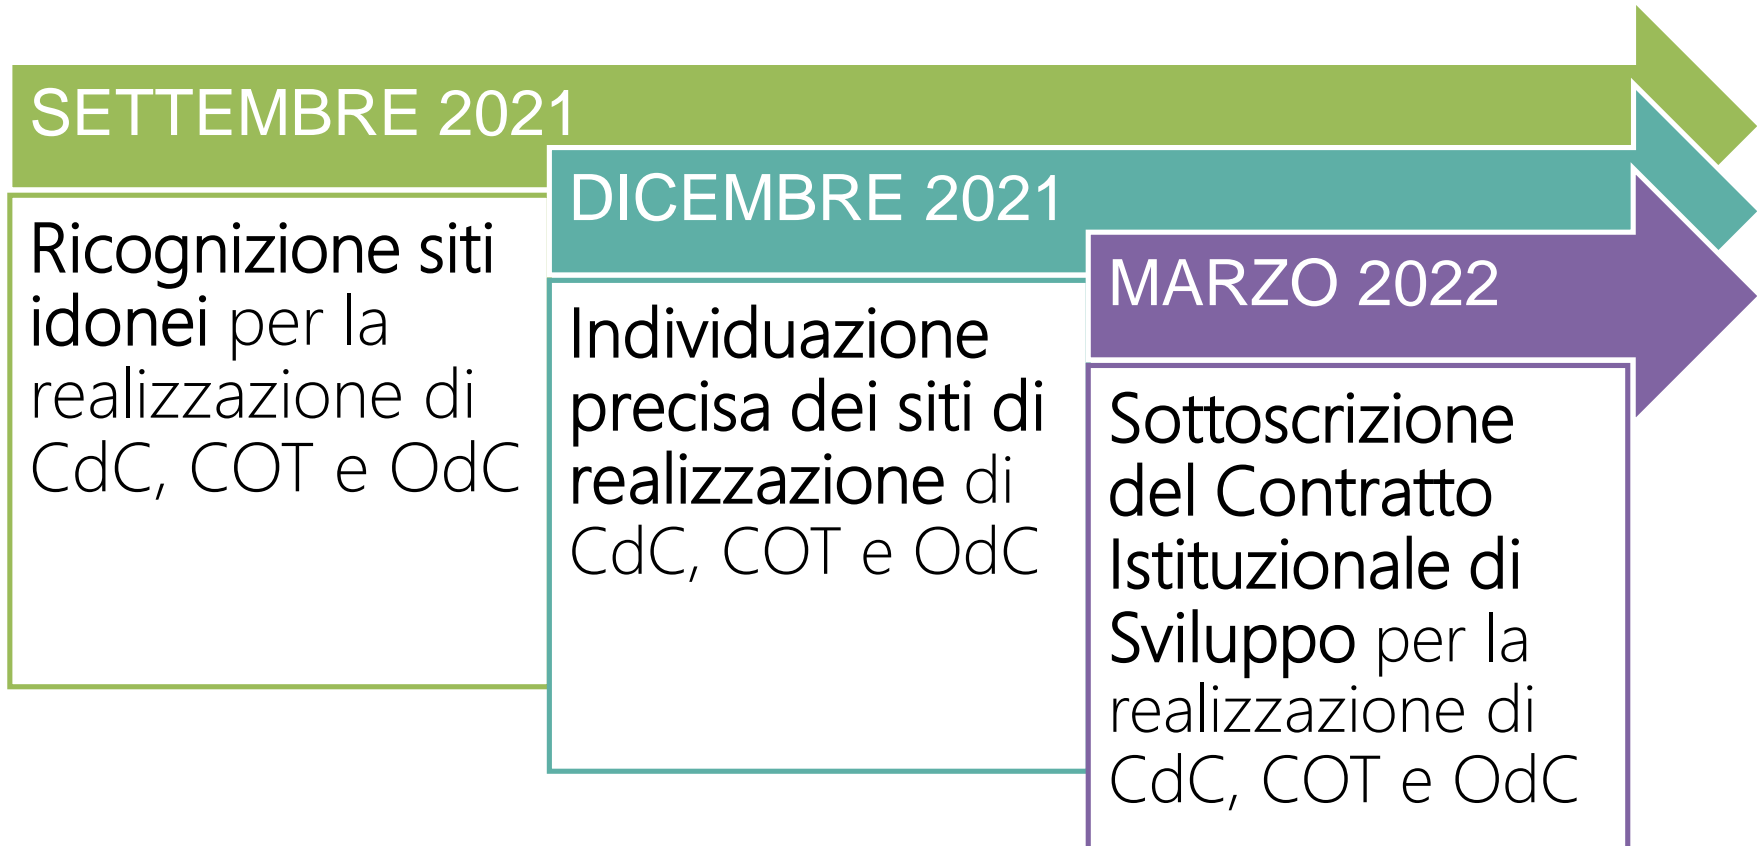 SETTEMBRE 2021
Ricognizione siti
idonei per la
realizzazione di
CdC, COT e OdC
DICEMBRE 2021
Individuazione
precisa dei siti di
realizzazione di
CdC, COT e OdC
MARZO 2022
Sottoscrizione
del Contratto
Istituzionale di
Sviluppo per la
realizzazione di
CdC, COT e OdC